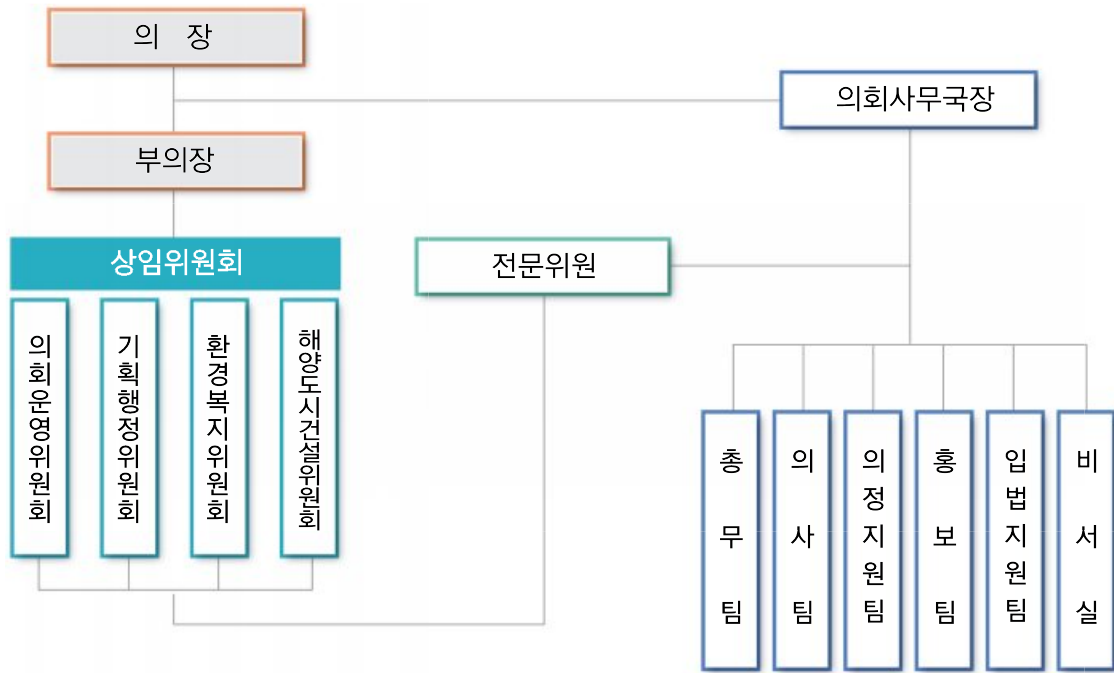 의 장
의회사무국장
부의장
상임위원회
전문위원
의회운영위원회
기획행정위원회
환경복지위원회
해양도시건설위원회
총무팀
의사팀
의정지원팀
홍보팀
입법지원팀
비서실